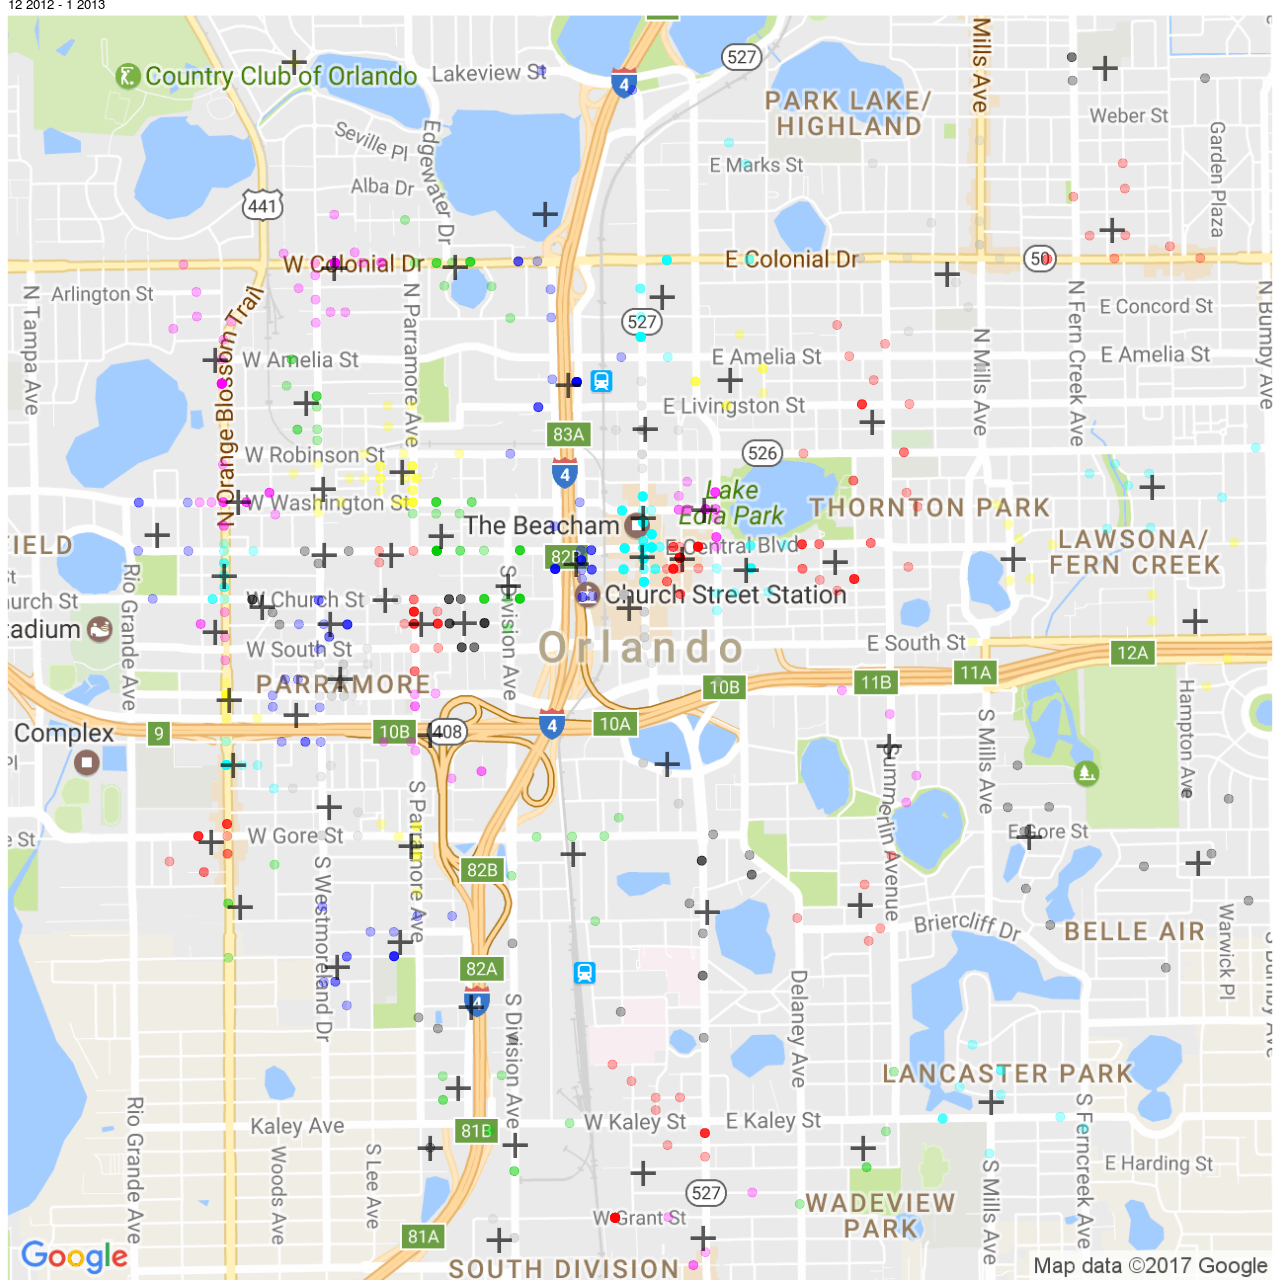 12 2012 - 1 2013
Country Club of Orlando
Lakeview St
4
527
Mills Ave
PARK LAKE/
HIGHLAND
Weber St
Garden Plaza
Seville Pl
Edgewater Dr
E Marks St
Alba Dr
441
W Colonial Dr
E Colonial Dr
50
Arlington St
N Tampa Ave
N Orange Blossom Trail
N Parramore Ave
527
N Mills Ave
N Fern Creek Ave
E Concord St
N Bumby Ave
W Amelia St
E Amelia St
E Amelia St
E Livingston St
83A
W Robinson St
526
4
W Washington St
Lake
Eola Park
The Beacham
THORNTON PARK
FIELD
E Central Blvd
LAWSONA/
FERN CREEK
Rio Grande Ave
S Division Ave
W Church St
Church Street Station
tadium
E South St
W South St
Orlando
12A
11A
11B
10B
PARRAMORE
Hampton Ave
10A
4
408
10B
9
Complex
S Mills Ave
Summerlin Avenue
S Parramore Ave
W Gore St
E Gore St
e St
82B
S Westmoreland Dr
Briercliff Dr
BELLE AIR
Warwick Pl
82A
4
S Division Ave
Delaney Ave
LANCASTER PARK
Rio Grande Ave
Kaley Ave
81B
W Kaley St
E Kaley St
S Ferncreek Ave
Woods Ave
S Lee Ave
E Harding St
S Mills Ave
527
WADEVIEW
PARK
W Grant St
81A
Google
SOUTH DIVISION
Map data ©2017 Google